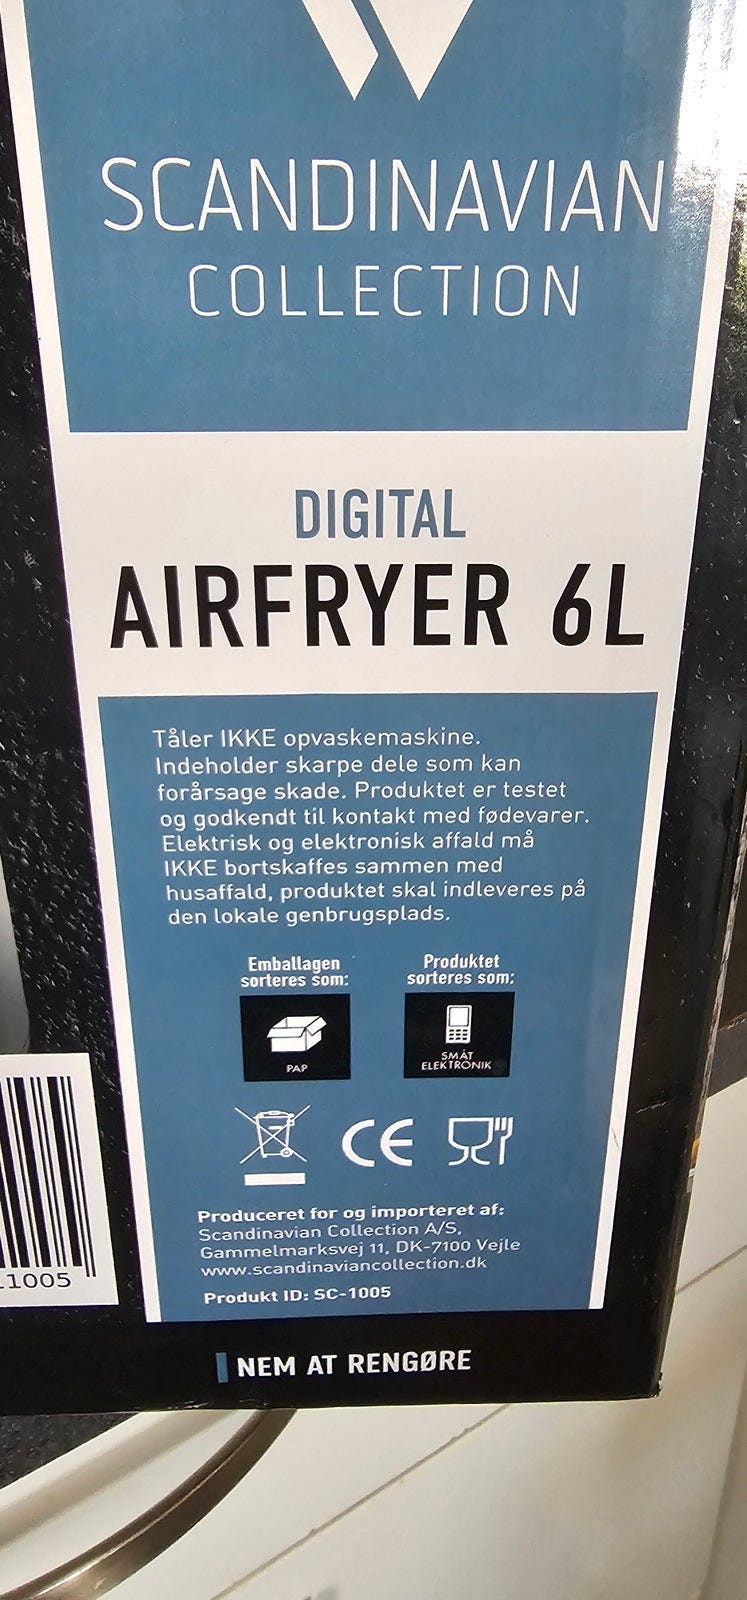 SCANDINAVIAN
COLLECTION
DIGITAL
AIRFRYER 6L
Tåler IKKE opvaskemaskine.
Indeholder skarpe dele som kan
forårsage skade. Produktet er testet
og godkendt til kontakt med fødevarer.
Elektrisk og elektronisk affald må
IKKE bortskaffes sammen med
husaffald, produktet skal indleveres på
den lokale genbrugsplads.
Emballagen
sorteres som:
PAP
Produktet
sorteres som:
SMÅT
ELEKTRONIK
CE
Produceret for og importeret af:
Scandinavian Collection A/S,
Gammelmarksvej 11, DK-7100 Vejle
www.scandinaviancollection.dk
Produkt ID: SC-1005
11005
NEM AT RENGØRE